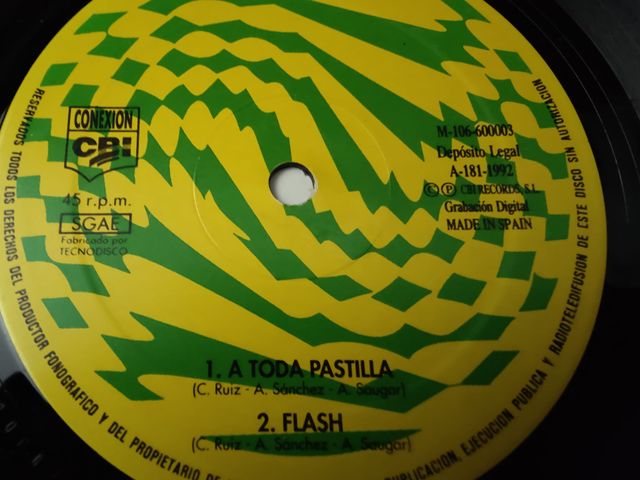 CONEXION
CBi
45 r.p.m.
SGAE
Fabricado por
TECNODISCO
M-106-600003
Depósito Legal
A-181-1992
© ℗ CBI RECORDS, S.L.
Grabación Digital
MADE IN SPAIN
1. A TODA PASTILLA
(C. Ruiz - A. Sánchez - A. Saugar)
2. FLASH
(C. Ruiz - A. Sánchez - A. Saugar)
RESERVADOS TODOS LOS DERECHOS DEL PRODUCTOR FONOGRAFICO Y DEL PROPIETARIO DE
PUBLICACION, EJECUCION PUBLICA Y RADIOTELEDIFUSION DE ESTE DISCO SIN AUTORIZACION